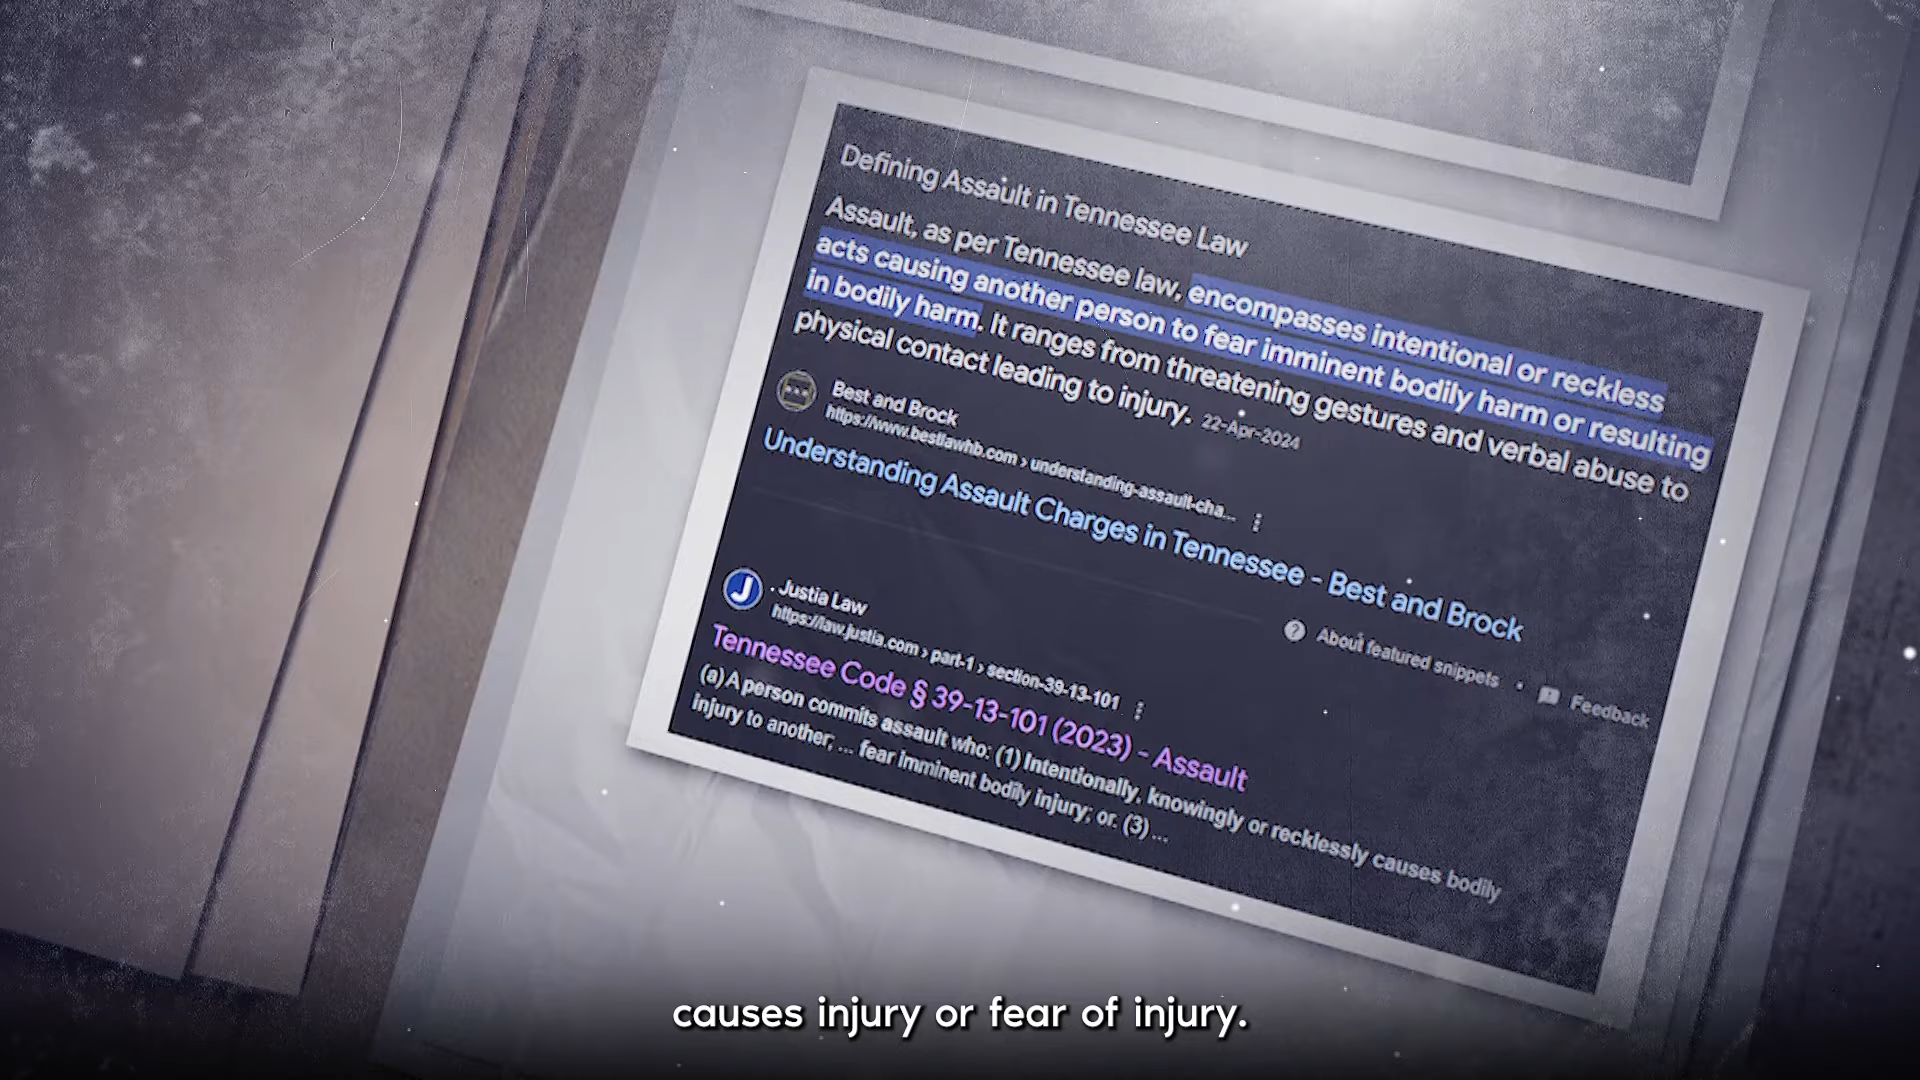 Defining Assault in Tennessee Law
Assault, as per Tennessee law, encompasses intentional or reckless
acts causing another person to fear imminent bodily harm or resulting
in bodily harm. It ranges from threatening gestures and verbal abuse to
physical contact leading to injury. 22-Apr-2024
Best and Brock
https://www.bestlawhb.com › understanding-assault-cha...
Understanding Assault Charges in Tennessee - Best and Brock
About featured snippets • Feedback
Justia Law
https://law.justia.com › part-1 › section-39-13-101
Tennessee Code § 39-13-101 (2023) - Assault
(a) A person commits assault who: (1) Intentionally, knowingly or recklessly causes bodily
injury to another; ... fear imminent bodily injury; or. (3) ...
causes injury or fear of injury.